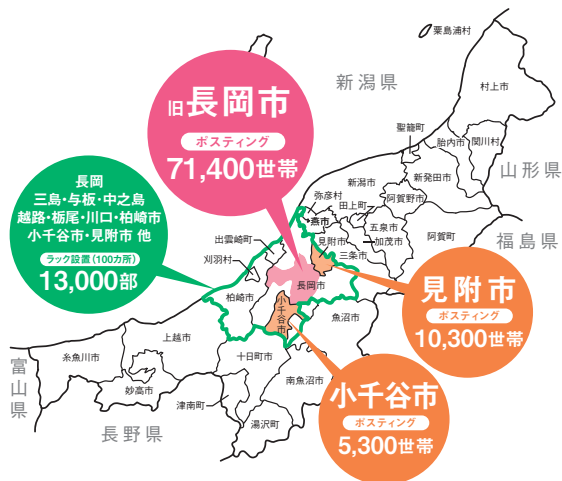 粟島浦村
新潟県
村上市
旧長岡市
ポスティング
71,400世帯
聖籠町
胎内市
関川村
山形県
長岡
三島・与板・中之島
越路・栃尾・川口・柏崎市
小千谷市・見附市 他
ラック設置(100カ所)
13,000部
新潟市
新発田市
弥彦村
田上町
阿賀野市
燕市
五泉市
加茂市
阿賀町
福島県
出雲崎町
見附市
三条市
刈羽村
長岡市
柏崎市
小千谷市
魚沼市
見附市
ポスティング
10,300世帯
上越市
糸魚川市
十日町市
富山県
妙高市
津南町
南魚沼市
小千谷市
ポスティング
5,300世帯
長野県
湯沢町